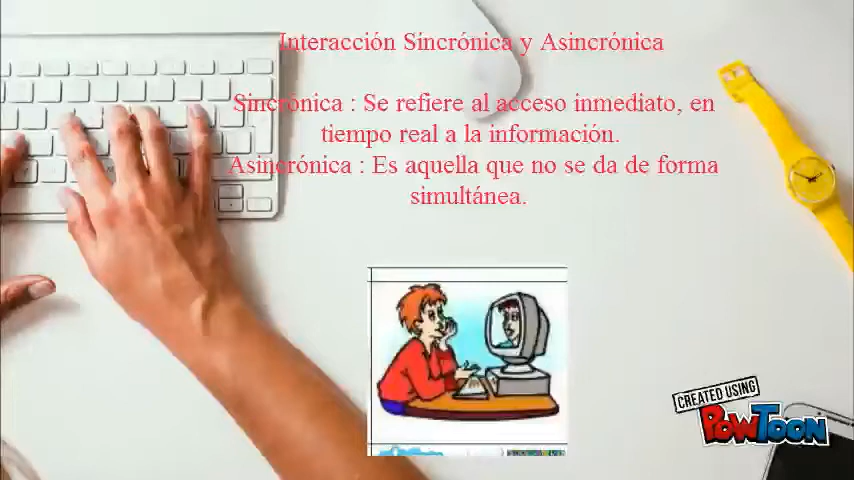 Interacción Síncrónica y Asincrónica
Sincrónica : Se refiere al acceso inmediato, en
tiempo real a la información.
Asincrónica : Es aquella que no se da de forma
simultánea.
CREATED USING
POWTOON